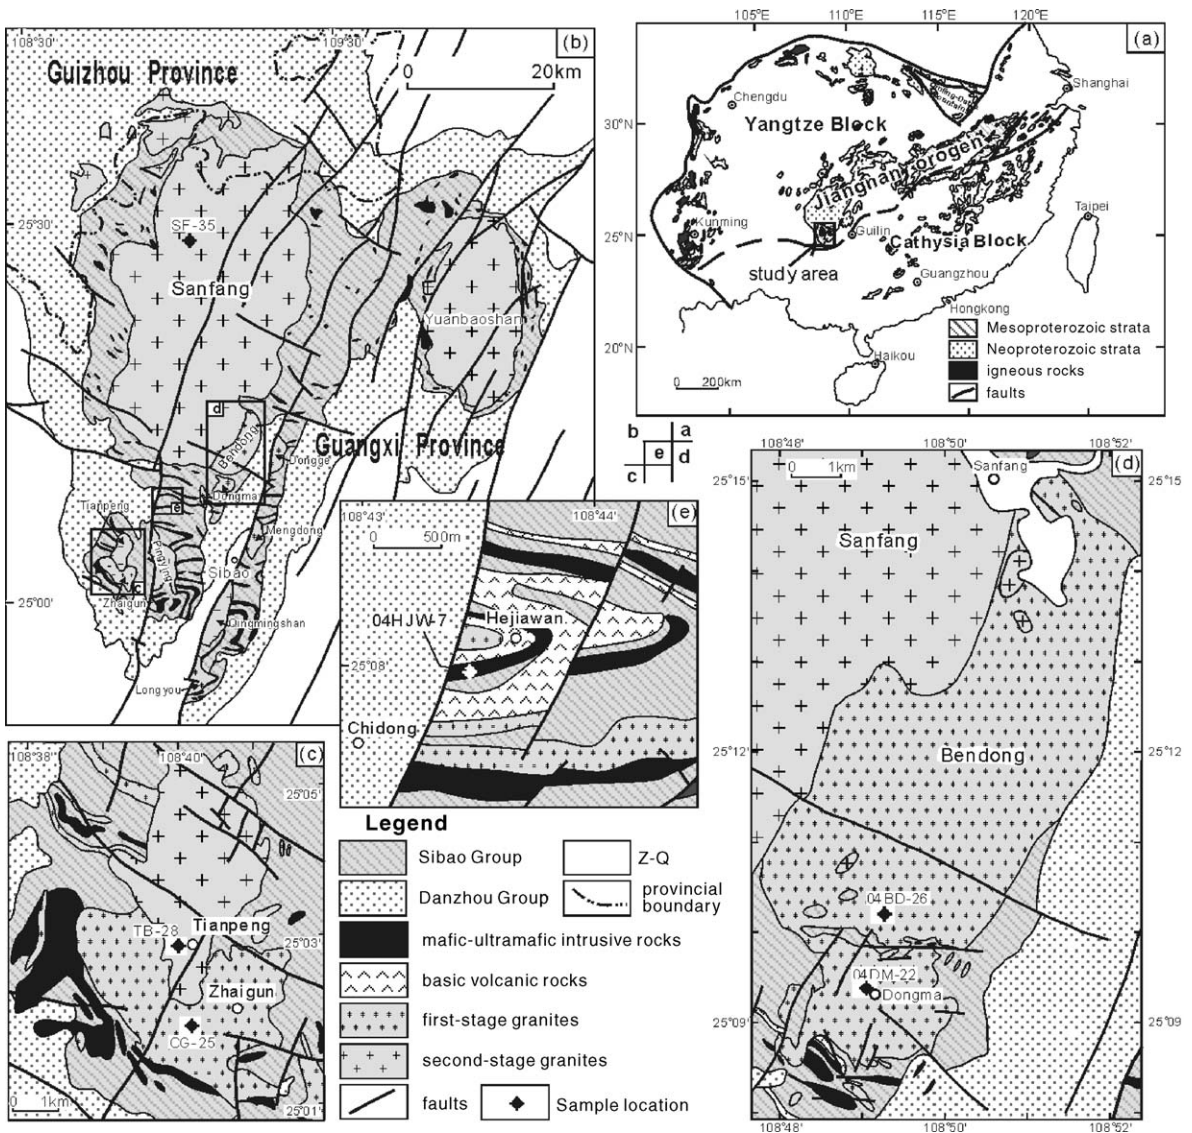 108°30'
109°30'
(b)
Guizhou Province
0 20km
25°30'
SF-35
Sanfang
Yuanbaoshan
d
Bendong
Guangxi Province
Dongge
Dongma
e
Tianpeng
Pingying
Mengdong
c
Sibao
Zhaigun
25°00'
Qingmingshan
Longyou
105°E 110°E 115°E 120°E
(a)
Chengdu
Shanghai
30°N
Yangtze Block
Jiangnan orogen
Taipei
Kunming
25°N
Guilin
Cathysia Block
study area
Guangzhou
Hongkong
20°N
Haikou
0 200km
Mesoproterozoic strata
Neoproterozoic strata
igneous rocks
faults
b a
e d
c
108°43'
108°44'
(e)
0 500m
04HJW-7
Hejiawan
25°08'
Chidong
108°48' 108°50' 108°52'
(d)
0 1km
Sanfang
25°15'
25°15
Sanfang
Bendong
25°12'
25°12
04BD-26
04DM-22
Dongma
25°09'
25°09
108°48' 108°50' 108°52'
108°38'
108°40'
(c)
25°05'
TB-28
Tianpeng
25°03'
Zhaigun
CG-25
0 1km
25°01'
Legend
Sibao Group
Z-Q
Danzhou Group
provincial
boundary
mafic-ultramafic intrusive rocks
basic volcanic rocks
first-stage granites
second-stage granites
faults
Sample location